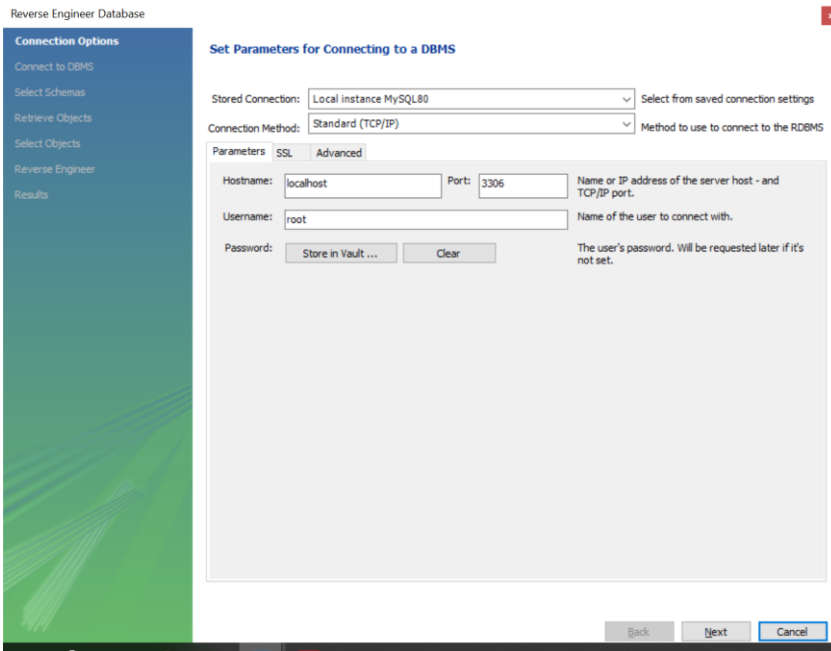 Reverse Engineer Database
x
Connection Options
Connect to DBMS
Select Schemas
Retrieve Objects
Select Objects
Reverse Engineer
Results
Set Parameters for Connecting to a DBMS
Stored Connection: Local instance MySQL80 Select from saved connection settings
Connection Method: Standard (TCP/IP) Method to use to connect to the RDBMS
Parameters SSL Advanced
Hostname: localhost Port: 3306 Name or IP address of the server host - and
TCP/IP port.
Username: root Name of the user to connect with.
Password: Store in Vault ... Clear The user's password. Will be requested later if it's
not set.
Back Next Cancel